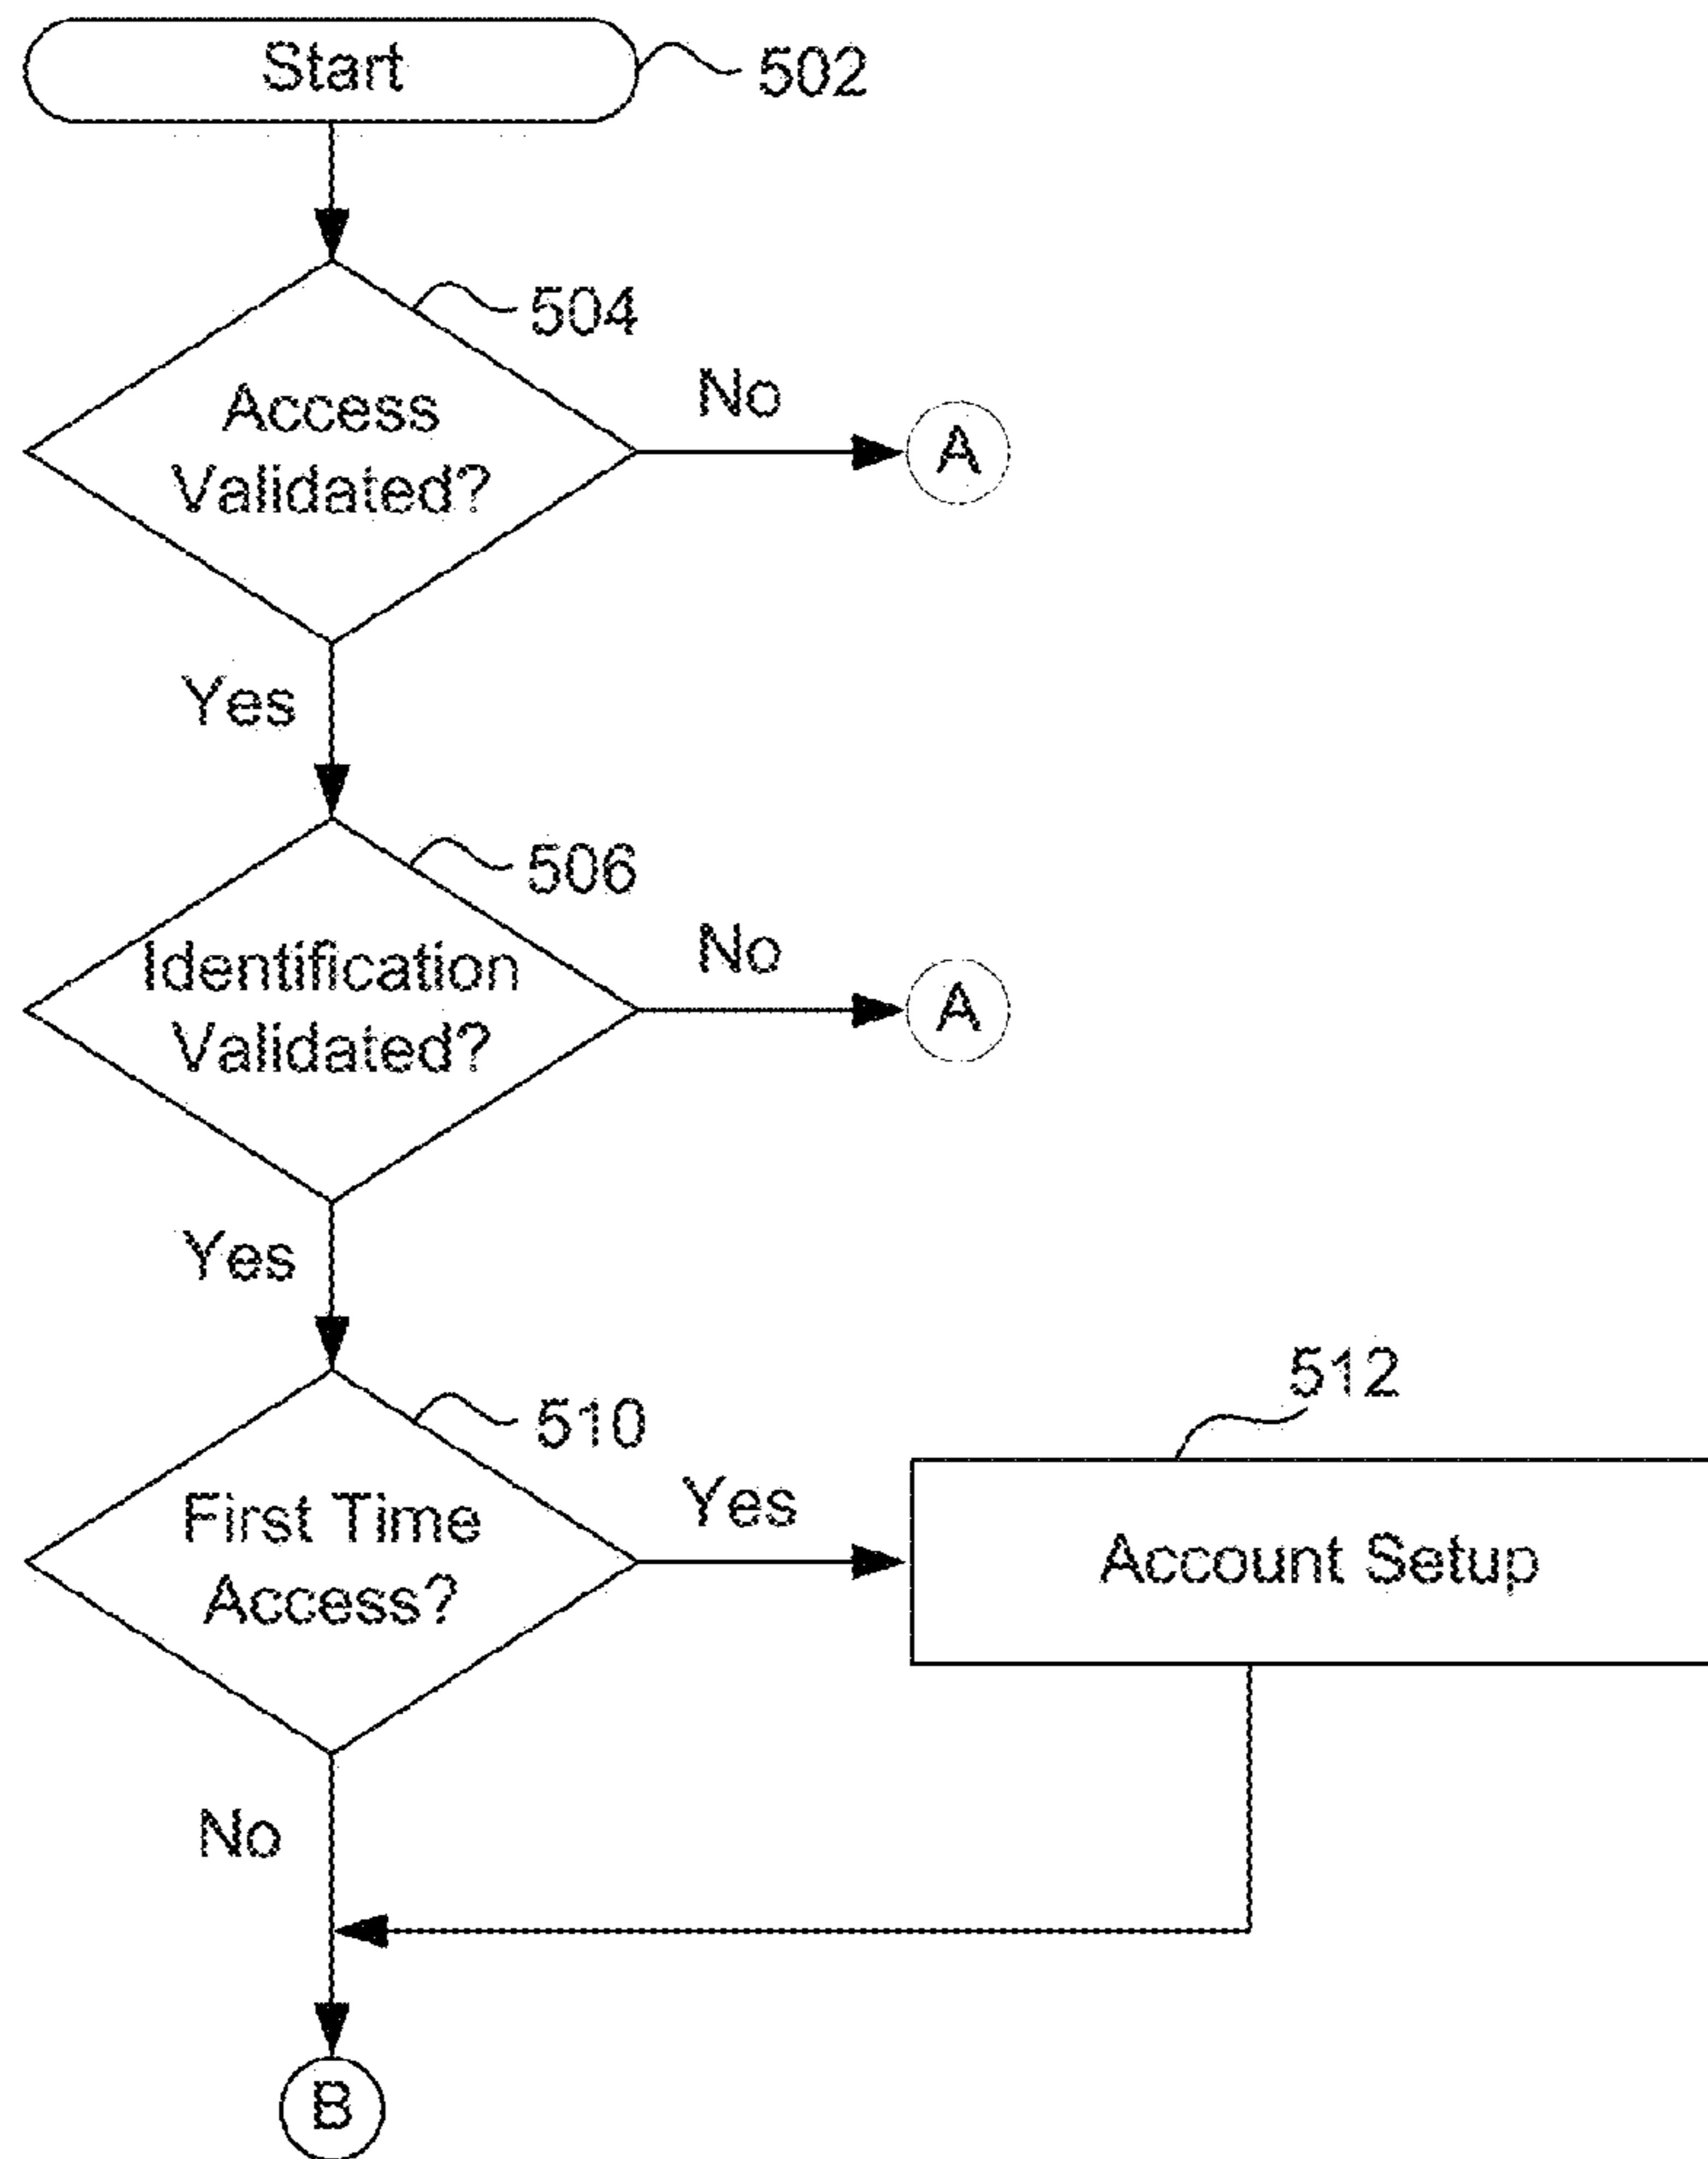 Start
502
504
Access
Validated?
No
A
Yes
506
Identification
Validated?
No
A
Yes
510
First Time
Access?
Yes
512
Account Setup
No
B